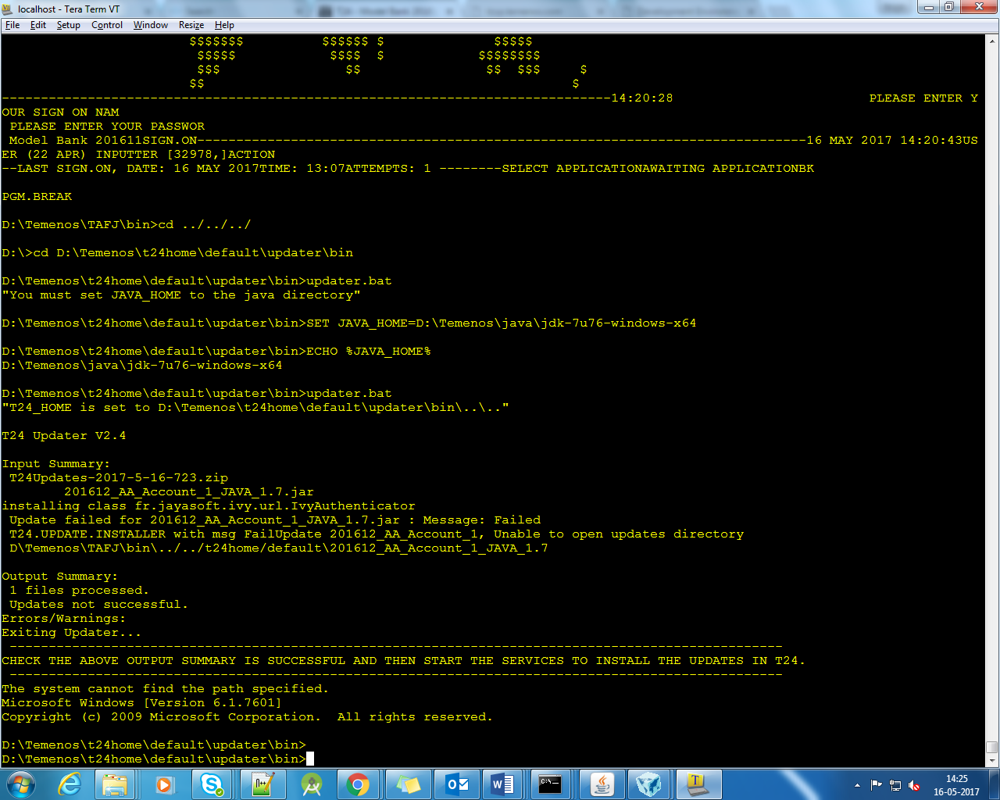 localhost - Tera Term VT
File Edit Setup Control Window Resize Help
$$$$$$$ $$$$$$ $ $$$$$
$$$$$ $$$$ $ $$$$$$$$
$$$ $$ $$ $$$ $
$$ $
------------------------------------------------------------------------------14:20:28 PLEASE ENTER Y
OUR SIGN ON NAM
PLEASE ENTER YOUR PASSWOR
Model Bank 201611SIGN.ON------------------------------------------------------------------------------16 MAY 2017 14:20:43US
ER (22 APR) INPUTTER [32978,]ACTION
--LAST SIGN.ON, DATE: 16 MAY 2017TIME: 13:07ATTEMPTS: 1 --------SELECT APPLICATIONAWAITING APPLICATIONBK
PGM.BREAK
D:\Temenos\TAFJ\bin>cd ../../../
D:\>cd D:\Temenos\t24home\default\updater\bin
D:\Temenos\t24home\default\updater\bin>updater.bat
"You must set JAVA_HOME to the java directory"
D:\Temenos\t24home\default\updater\bin>SET JAVA_HOME=D:\Temenos\java\jdk-7u76-windows-x64
D:\Temenos\t24home\default\updater\bin>ECHO %JAVA_HOME%
D:\Temenos\java\jdk-7u76-windows-x64
D:\Temenos\t24home\default\updater\bin>updater.bat
"T24_HOME is set to D:\Temenos\t24home\default\updater\bin\..\.."
T24 Updater V2.4
Input Summary:
T24Updates-2017-5-16-723.zip
201612_AA_Account_1_JAVA_1.7.jar
installing class fr.jayasoft.ivy.url.IvyAuthenticator
Update failed for 201612_AA_Account_1_JAVA_1.7.jar : Message: Failed
T24.UPDATE.INSTALLER with msg FailUpdate 201612_AA_Account_1, Unable to open updates directory
D\Temenos\TAFJ\bin\../../t24home/default\201612_AA_Account_1_JAVA_1.7
Output Summary:
1 files processed.
Updates not successful.
Errors/Warnings:
Exiting Updater...
---------------------------------------------------------------------------------------------------
CHECK THE ABOVE OUTPUT SUMMARY IS SUCCESSFUL AND THEN START THE SERVICES TO INSTALL THE UPDATES IN T24.
---------------------------------------------------------------------------------------------------
The system cannot find the path specified.
Microsoft Windows [Version 6.1.7601]
Copyright (c) 2009 Microsoft Corporation.  All rights reserved.
D:\Temenos\t24home\default\updater\bin>
D:\Temenos\t24home\default\updater\bin>
14:25
16-05-2017